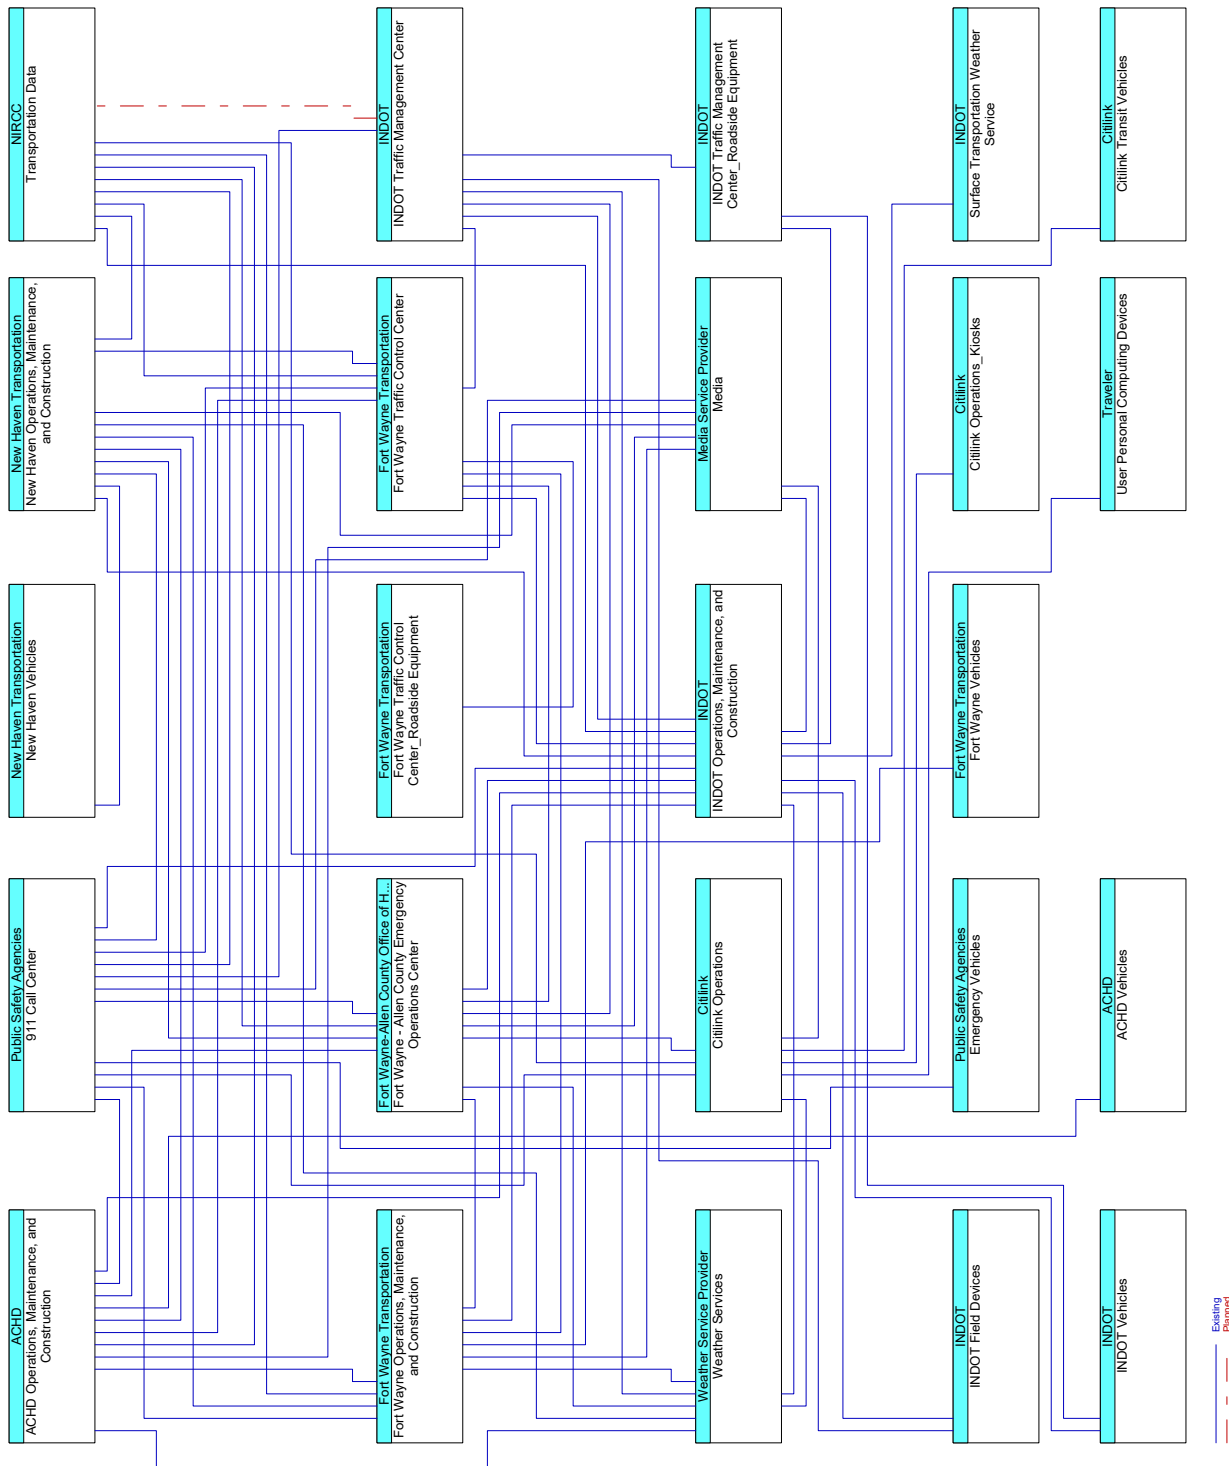 ACHD
ACHD Operations, Maintenance, and
Construction
Public Safety Agencies
911 Call Center
New Haven Transportation
New Haven Vehicles
New Haven Transportation
New Haven Operations, Maintenance,
and Construction
NIRCC
Transportation Data
Fort Wayne Transportation
Fort Wayne Operations, Maintenance,
and Construction
Fort Wayne-Allen County Office of H...
Fort Wayne - Allen County Emergency
Operations Center
Fort Wayne Transportation
Fort Wayne Traffic Control
Center_Roadside Equipment
Fort Wayne Transportation
Fort Wayne Traffic Control Center
INDOT
INDOT Traffic Management Center
Weather Service Provider
Weather Services
Citilink
Citilink Operations
INDOT
INDOT Operations, Maintenance, and
Construction
Media Service Provider
Media
INDOT
INDOT Traffic Management
Center_Roadside Equipment
INDOT
INDOT Field Devices
Public Safety Agencies
Emergency Vehicles
Fort Wayne Transportation
Fort Wayne Vehicles
Citilink
Citilink Operations_Kiosks
INDOT
Surface Transportation Weather
Service
INDOT
INDOT Vehicles
ACHD
ACHD Vehicles
Traveler
User Personal Computing Devices
Citilink
Citilink Transit Vehicles
Existing
Planned